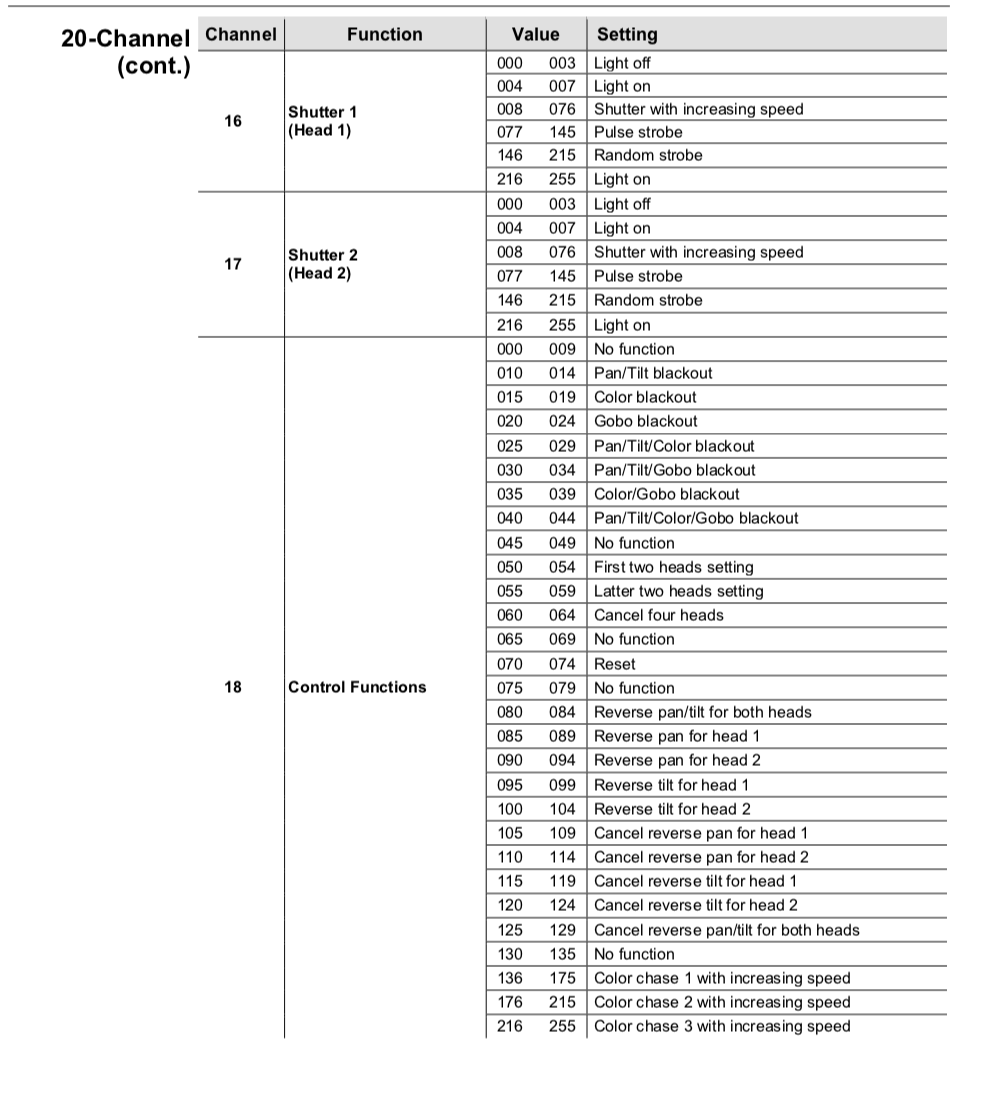 20-Channel
(cont.)
Channel Function Value Setting
16 Shutter 1
(Head 1)
000 003 Light off
004 007 Light on
008 076 Shutter with increasing speed
077 145 Pulse strobe
146 215 Random strobe
216 255 Light on
17 Shutter 2
(Head 2)
000 003 Light off
004 007 Light on
008 076 Shutter with increasing speed
077 145 Pulse strobe
146 215 Random strobe
216 255 Light on
18 Control Functions
000 009 No function
010 014 Pan/Tilt blackout
015 019 Color blackout
020 024 Gobo blackout
025 029 Pan/Tilt/Color blackout
030 034 Pan/Tilt/Gobo blackout
035 039 Color/Gobo blackout
040 044 Pan/Tilt/Color/Gobo blackout
045 049 No function
050 054 First two heads setting
055 059 Latter two heads setting
060 064 Cancel four heads
065 069 No function
070 074 Reset
075 079 No function
080 084 Reverse pan/tilt for both heads
085 089 Reverse pan for head 1
090 094 Reverse pan for head 2
095 099 Reverse tilt for head 1
100 104 Reverse tilt for head 2
105 109 Cancel reverse pan for head 1
110 114 Cancel reverse pan for head 2
115 119 Cancel reverse tilt for head 1
120 124 Cancel reverse tilt for head 2
125 129 Cancel reverse pan/tilt for both heads
130 135 No function
136 175 Color chase 1 with increasing speed
176 215 Color chase 2 with increasing speed
216 255 Color chase 3 with increasing speed